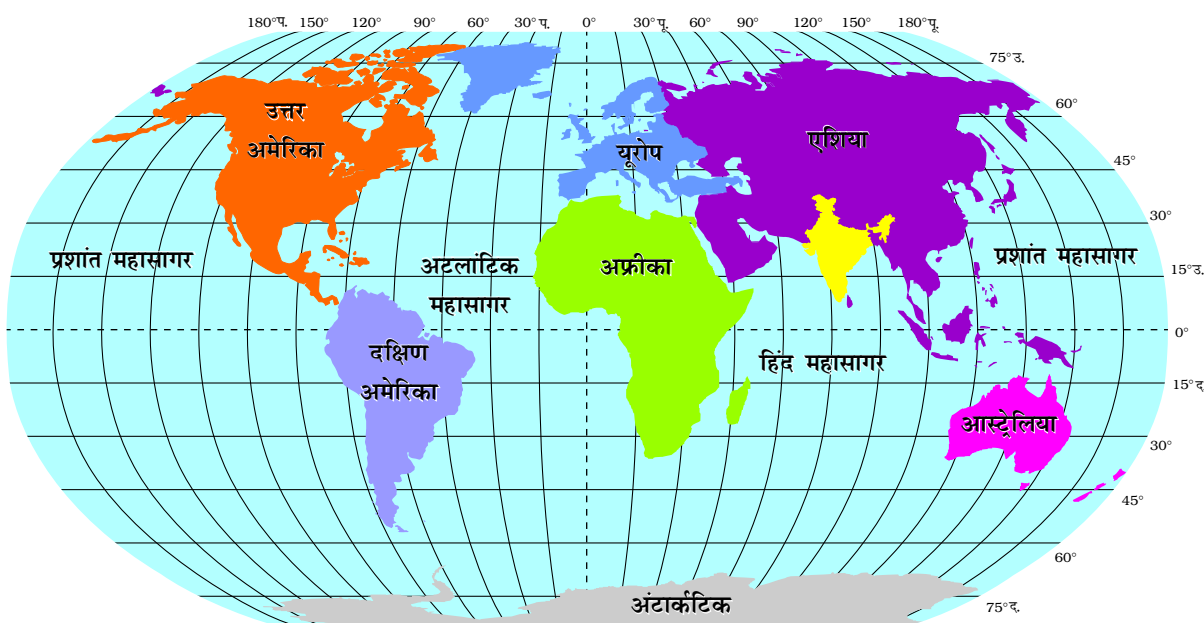 180°प. 150° 120° 90° 60° 30°प. 0° 30°पू. 60° 90° 120° 150° 180°पू.
75°उ.
60°
उत्तर
अमेरिका
एशिया
यूरोप
45°
30°
प्रशांत महासागर
अटलांटिक
महासागर
अफ्रीका
प्रशांत महासागर
15°उ.
0°
दक्षिण
अमेरिका
हिंद महासागर
15°द
आस्ट्रेलिया
30°
45°
60°
अंटार्कटिक
75°द.